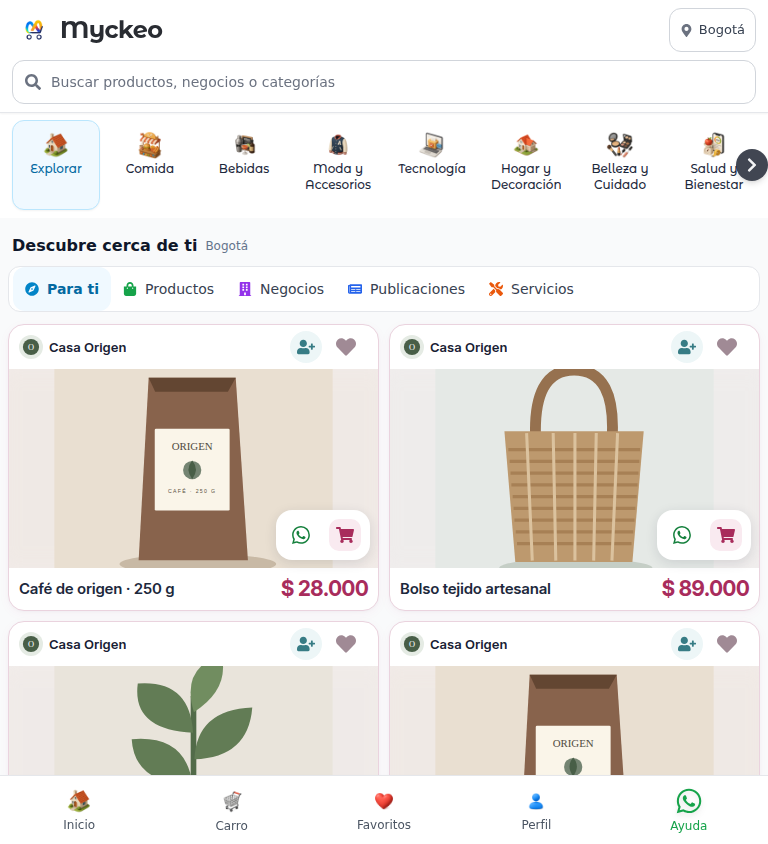 Myckeo
Bogotá
Buscar productos, negocios o categorías
Explorar
Comida
Bebidas
Moda y
Accesorios
Tecnología
Hogar y
Decoración
Belleza y
Cuidado
Salud y
Bienestar
Descubre cerca de ti Bogotá
Para ti
Productos
Negocios
Publicaciones
Servicios
O Casa Origen
ORIGEN
CAFÉ · 250 G
Café de origen · 250 g
$ 28.000
O Casa Origen
Bolso tejido artesanal
$ 89.000
O Casa Origen
O Casa Origen
ORIGEN
Inicio
Carro
Favoritos
Perfil
Ayuda